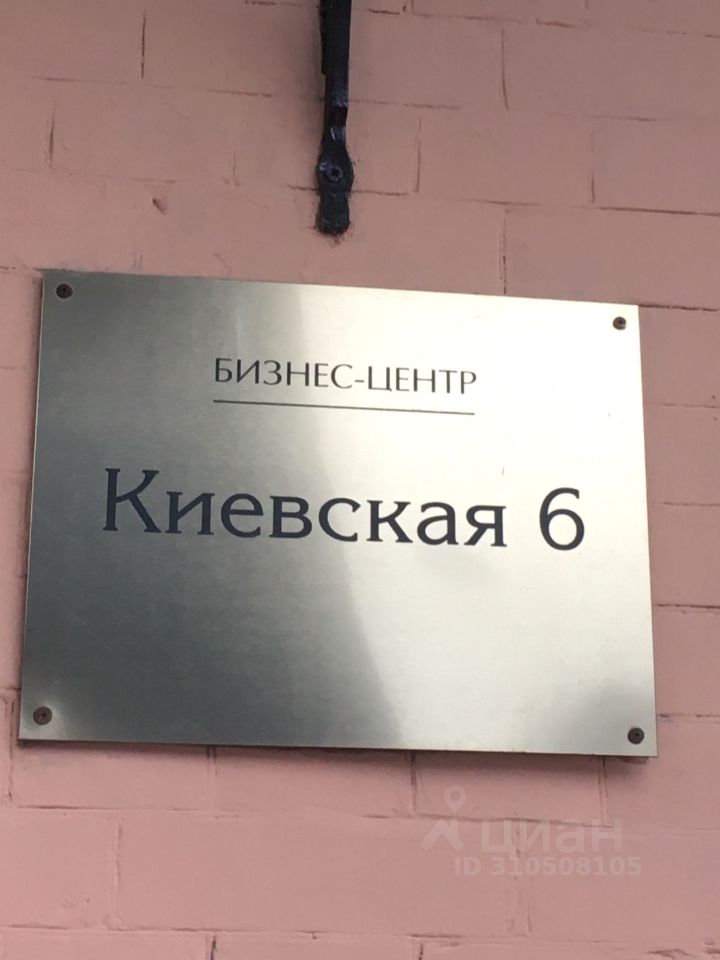 БИЗНЕС-ЦЕНТР
Киевская 6
циан
ID 310508105